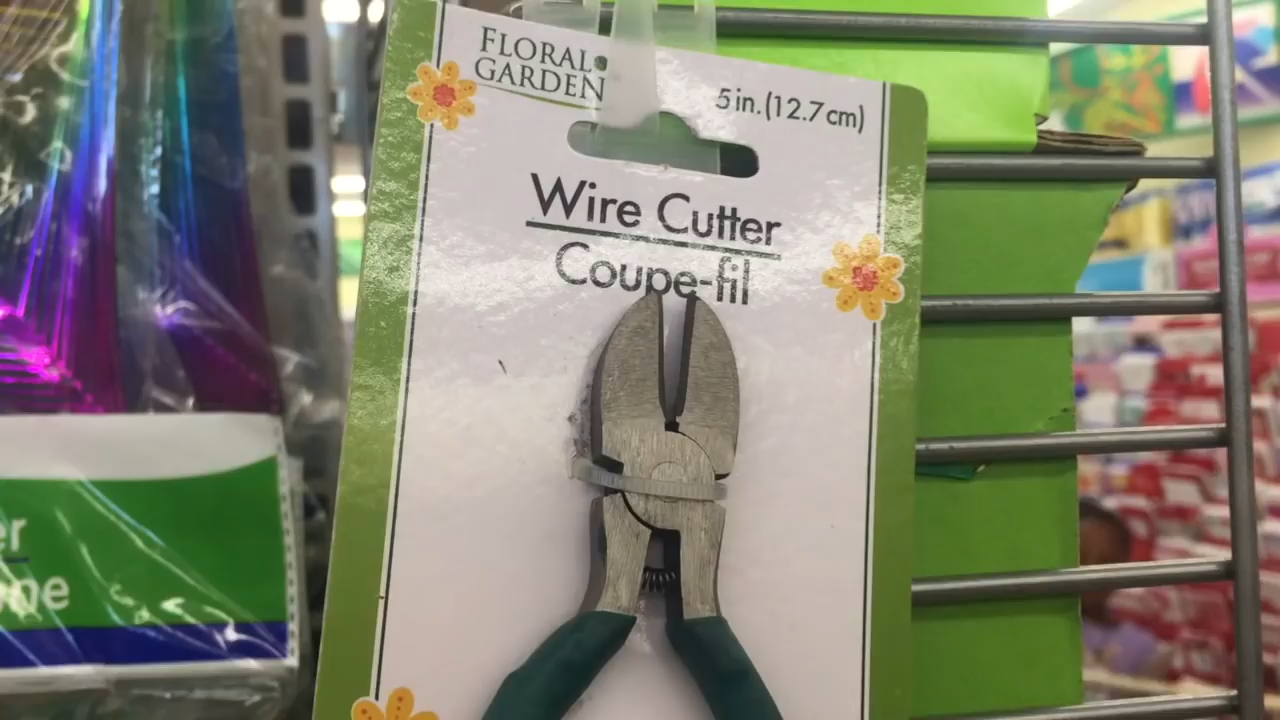 FLORAL
GARDEN
5 in. (12.7 cm)
Wire Cutter
Coupe-fil